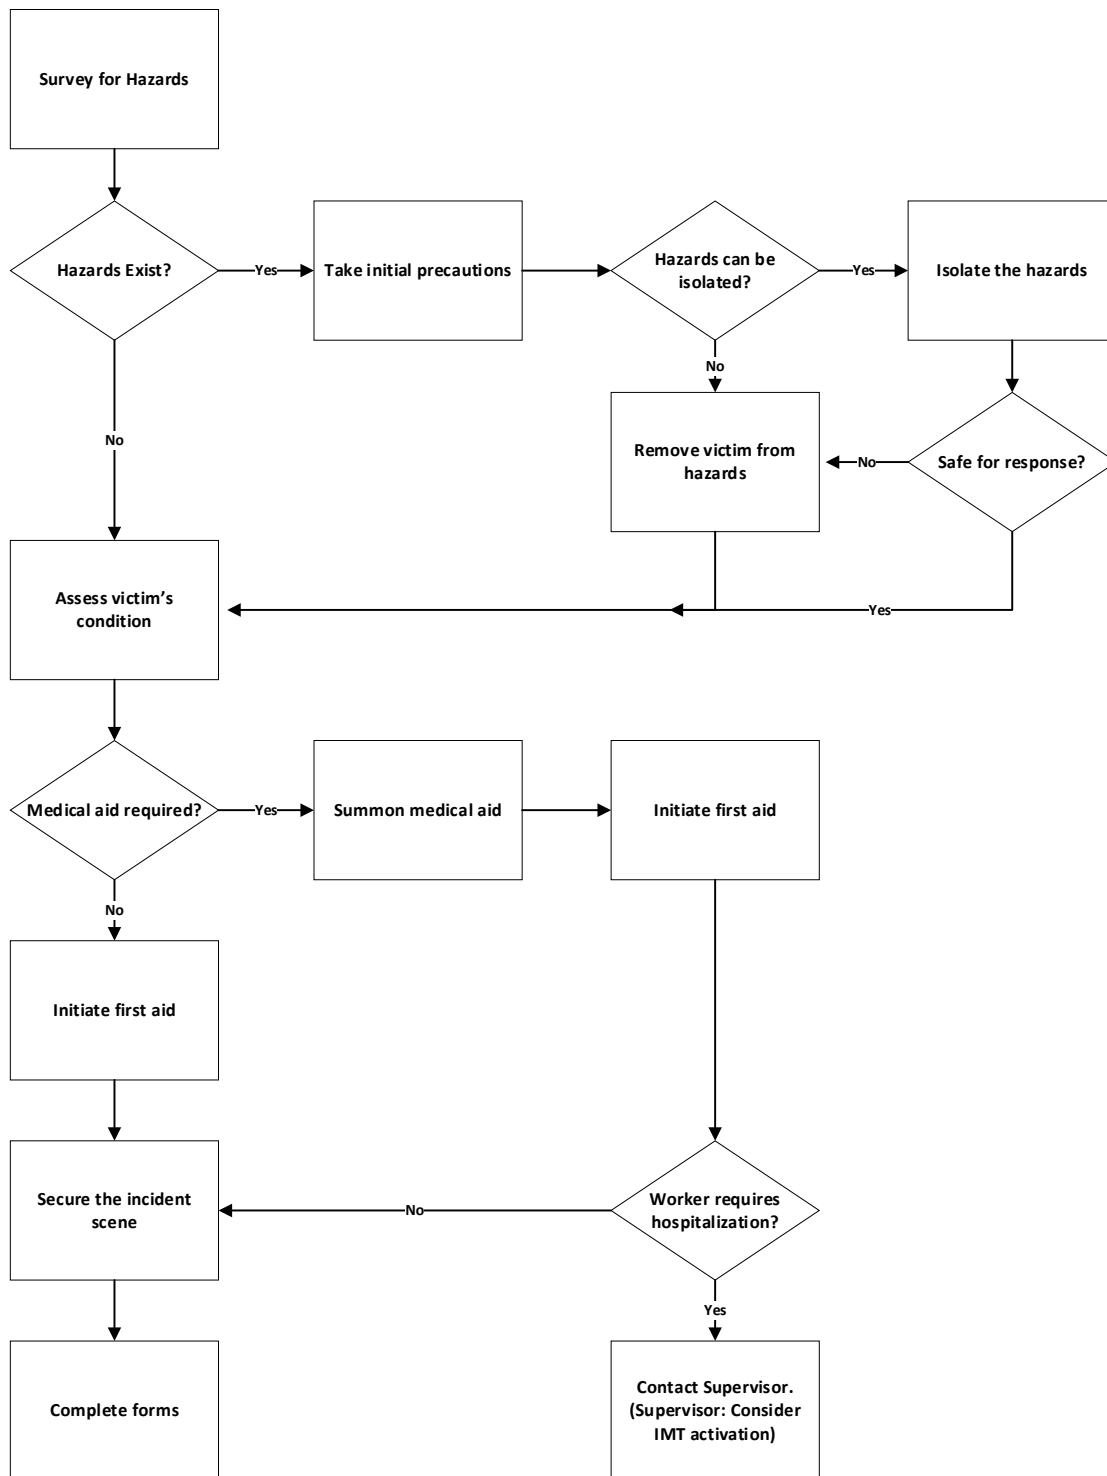 Survey for Hazards
Hazards Exist?
Yes
Take initial precautions
Hazards can be
isolated?
Yes
Isolate the hazards
No
No
Remove victim from
hazards
No
Safe for response?
Assess victim’s
condition
Yes
Medical aid required?
Yes
Summon medical aid
Initiate first aid
No
Initiate first aid
Secure the incident
scene
No
Worker requires
hospitalization?
Yes
Complete forms
Contact Supervisor.
(Supervisor: Consider
IMT activation)